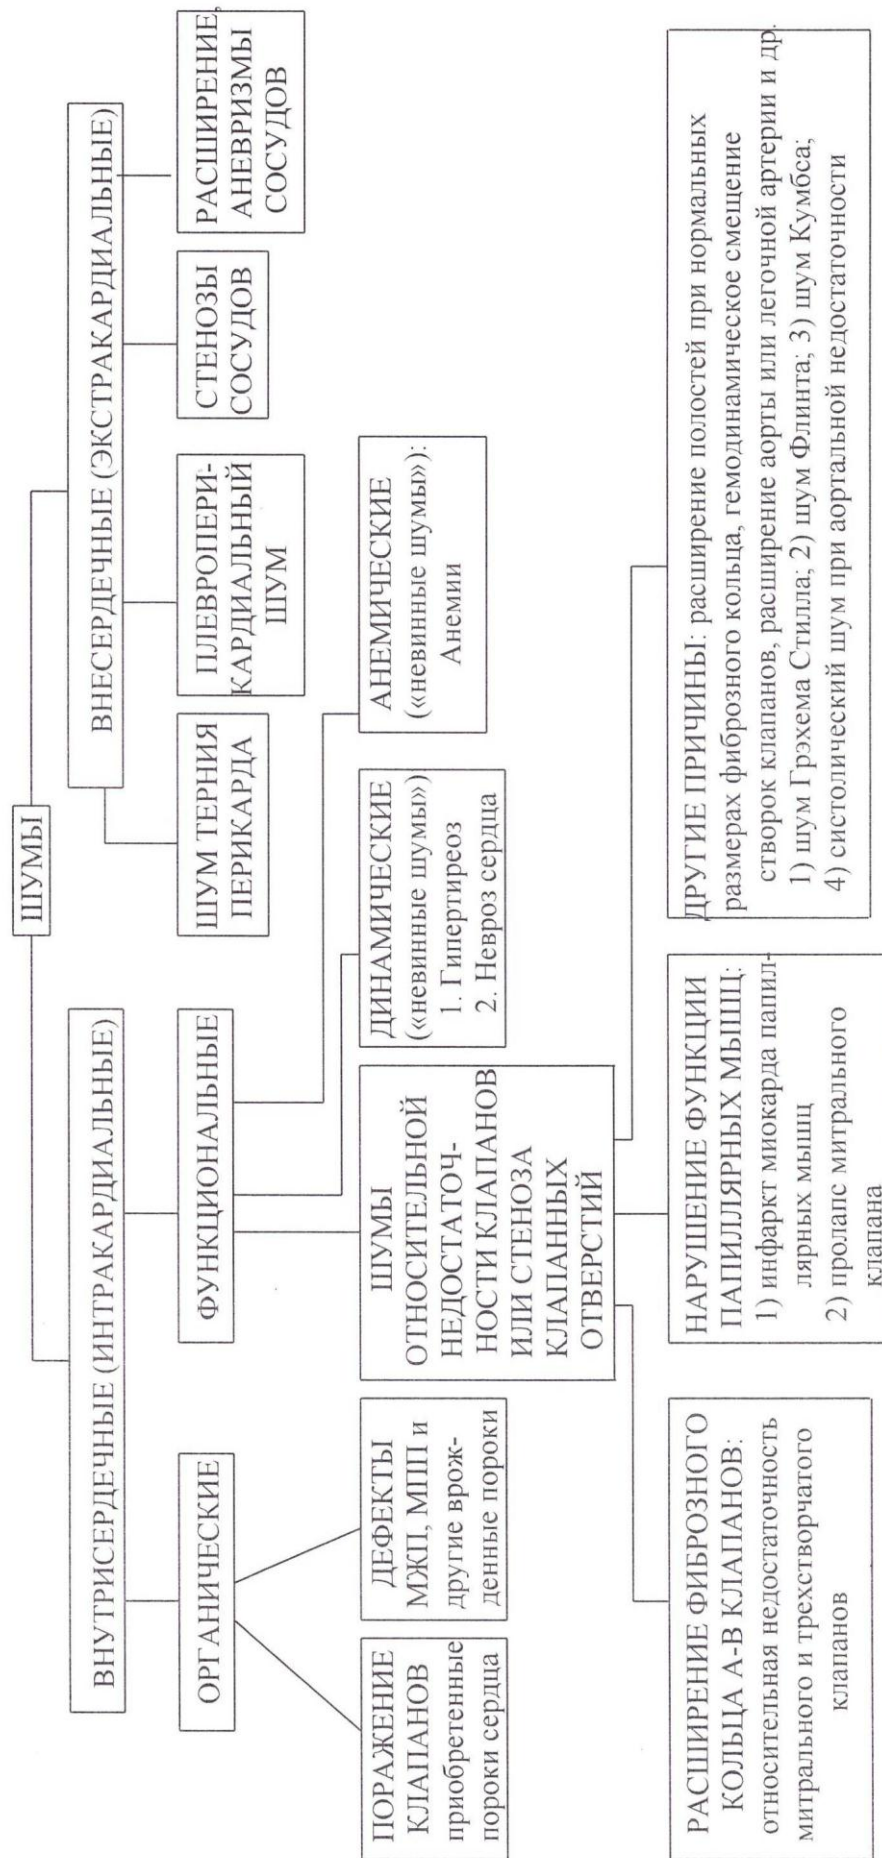 ШУМЫ
ВНУТРИСЕРДЕЧНЫЕ (ИНТРАКАРДИАЛЬНЫЕ)
ВНЕСЕРДЕЧНЫЕ (ЭКСТРАКАРДИАЛЬНЫЕ)
ОРГАНИЧЕСКИЕ
ФУНКЦИОНАЛЬНЫЕ
ШУМ ТЕРНИЯ
ПЕРИКАРДА
ПЛЕВРОПЕРИ-
КАРДИАЛЬНЫЙ
ШУМ
СТЕНОЗЫ
СОСУДОВ
РАСШИРЕНИЕ,
АНЕВРИЗМЫ
СОСУДОВ
ПОРАЖЕНИЕ
КЛАПАНОВ
приобретенные
пороки сердца
ДЕФЕКТЫ
МЖП, МПП и
другие врож-
денные пороки
ШУМЫ
ОТНОСИТЕЛЬНОЙ
НЕДОСТАТОЧ-
НОСТИ КЛАПАНОВ
ИЛИ СТЕНОЗА
КЛАПАННЫХ
ОТВЕРСТИЙ
ДИНАМИЧЕСКИЕ
(«невинные шумы»)
1. Гипертиреоз
2. Невроз сердца
АНЕМИЧЕСКИЕ
(«невинные шумы»):
Анемии
РАСШИРЕНИЕ ФИБРОЗНОГО
КОЛЬЦА А-В КЛАПАНОВ:
относительная недостаточность
митрального и трехстворчатого
клапанов
НАРУШЕНИЕ ФУНКЦИИ
ПАПИЛЛЯРНЫХ МЫШЦ:
1) инфаркт миокарда папил-
лярных мышц
2) пролапс митрального
клапана
ДРУГИЕ ПРИЧИНЫ: расширение полостей при нормальных
размерах фиброзного кольца, гемодинамическое смещение
створок клапанов, расширение аорты или легочной артерии и др.
1) шум Грэхема Стилла; 2) шум Флинта; 3) шум Кумбса;
4) систолический шум при аортальной недостаточности